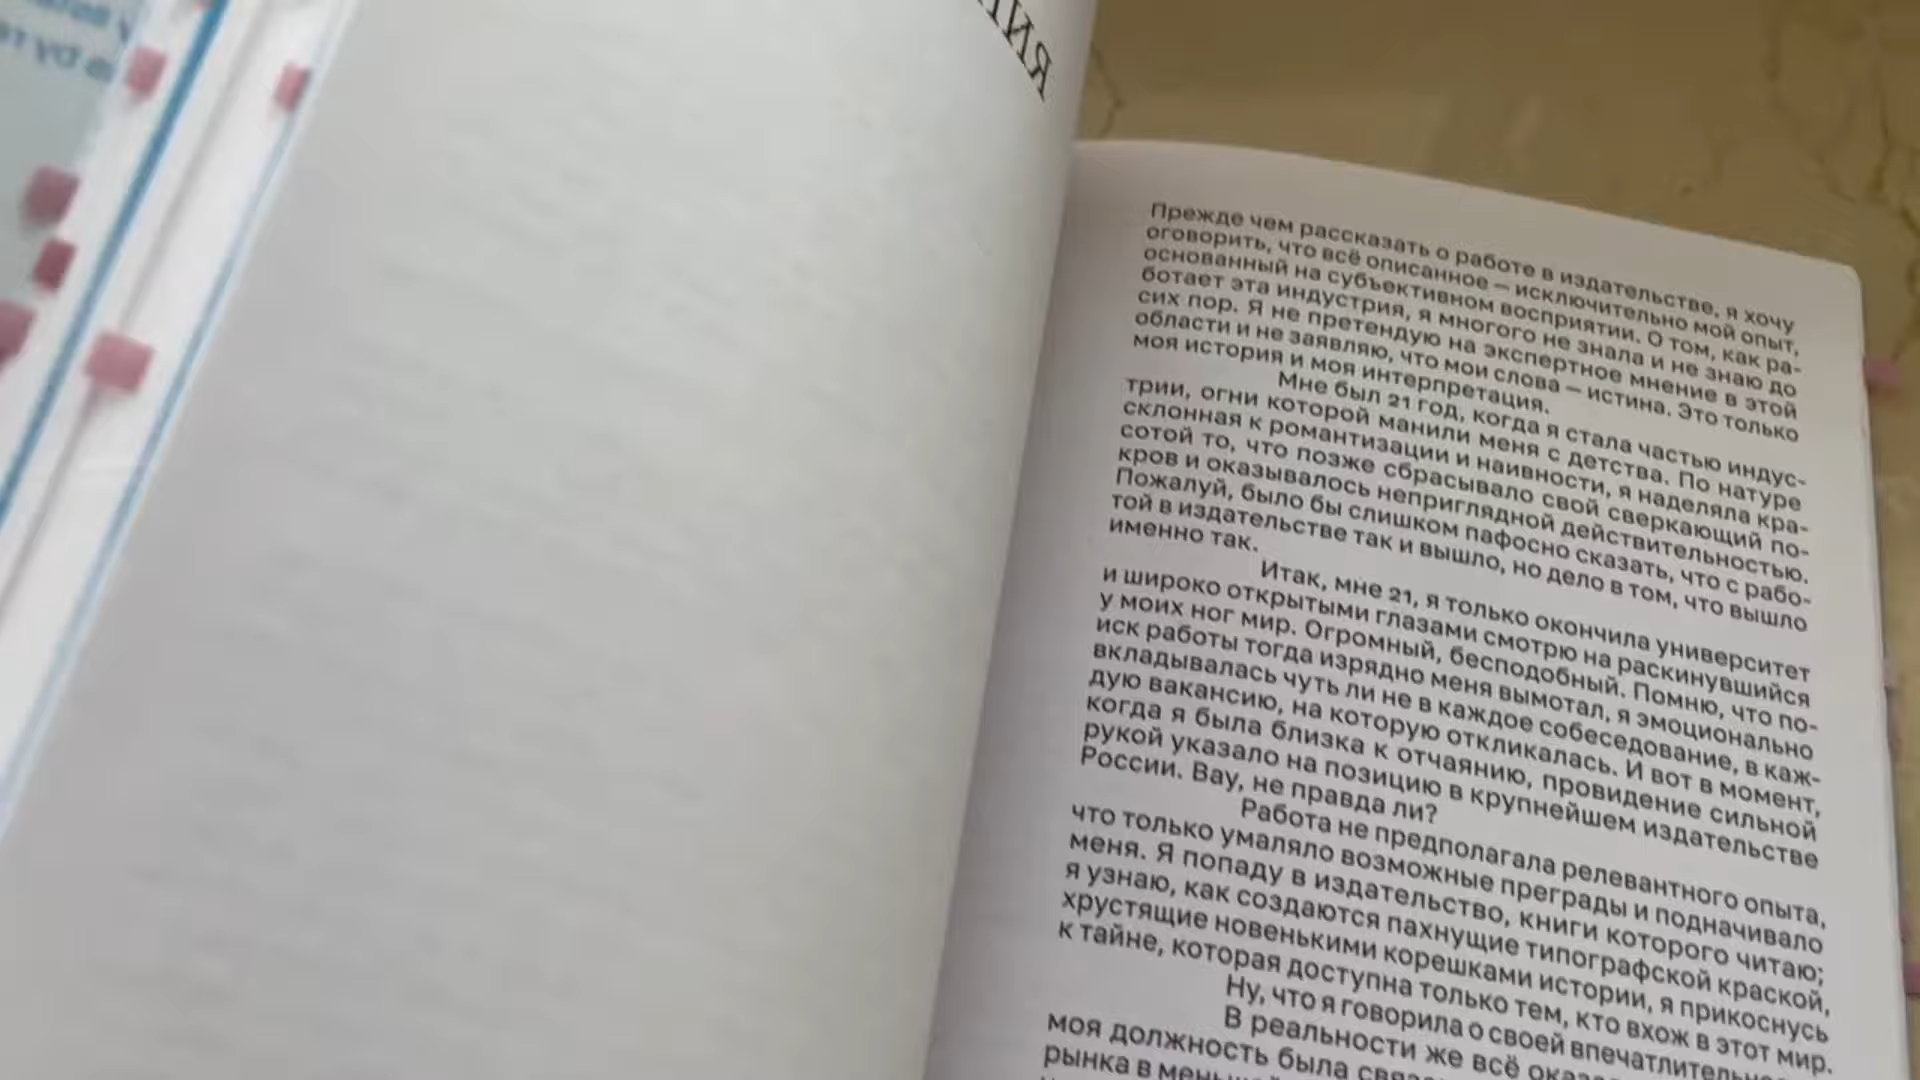 ИЯ
Прежде чем рассказать о работе в издательстве, я хочу
оговорить, что всё описанное — исключительно мой опыт,
основанный на субъективном восприятии. О том, как ра-
ботает эта индустрия, я многого не знала и не знаю до
сих пор. Я не претендую на экспертное мнение в этой
области и не заявляю, что мои слова — истина. Это только
моя история и моя интерпретация.
Мне был 21 год, когда я стала частью индус-
трии, огни которой манили меня с детства. По натуре
склонная к романтизации и наивности, я наделяла кра-
сотой то, что позже сбрасывало свой сверкающий по-
кров и оказывалось неприглядной действительностью.
Пожалуй, было бы слишком пафосно сказать, что с рабо-
той в издательстве так и вышло, но дело в том, что вышло
именно так.
Итак, мне 21, я только окончила университет
и широко открытыми глазами смотрю на раскинувшийся
у моих ног мир. Огромный, бесподобный. Помню, что по-
иск работы тогда изрядно меня вымотал, я эмоционально
вкладывалась чуть ли не в каждое собеседование, в каж-
дую вакансию, на которую откликалась. И вот в момент,
когда я была близка к отчаянию, провидение сильной
рукой указало на позицию в крупнейшем издательстве
России. Вау, не правда ли?
Работа не предполагала релевантного опыта,
что только умаляло возможные преграды и подначивало
меня. Я попаду в издательство, книги которого читаю;
я узнаю, как создаются пахнущие типографской краской,
хрустящие новенькими корешками истории, я прикоснусь
к тайне, которая доступна только тем, кто вхож в этот мир.
Ну, что я говорила о своей
В реальности же всё
моя должность была
рынка в